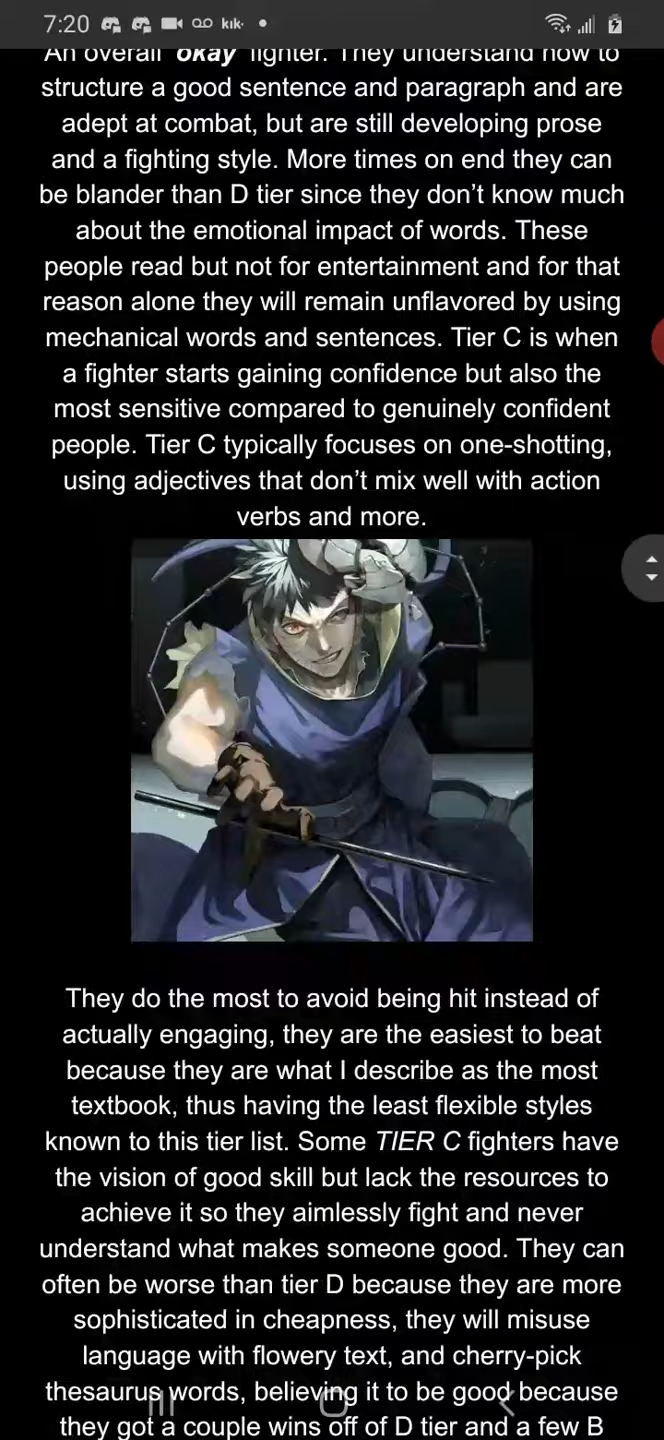 7:20 kik·
An overall "okay" fighter. They understand how to
structure a good sentence and paragraph and are
adept at combat, but are still developing prose
and a fighting style. More times on end they can
be blander than D tier since they don’t know much
about the emotional impact of words. These
people read but not for entertainment and for that
reason alone they will remain unflavored by using
mechanical words and sentences. Tier C is when
a fighter starts gaining confidence but also the
most sensitive compared to genuinely confident
people. Tier C typically focuses on one-shotting,
using adjectives that don’t mix well with action
verbs and more.
They do the most to avoid being hit instead of
actually engaging, they are the easiest to beat
because they are what I describe as the most
textbook, thus having the least flexible styles
known to this tier list. Some TIER C fighters have
the vision of good skill but lack the resources to
achieve it so they aimlessly fight and never
understand what makes someone good. They can
often be worse than tier D because they are more
sophisticated in cheapness, they will misuse
language with flowery text, and cherry-pick
thesaurus words, believing it to be good because
they got a couple wins off of D tier and a few B